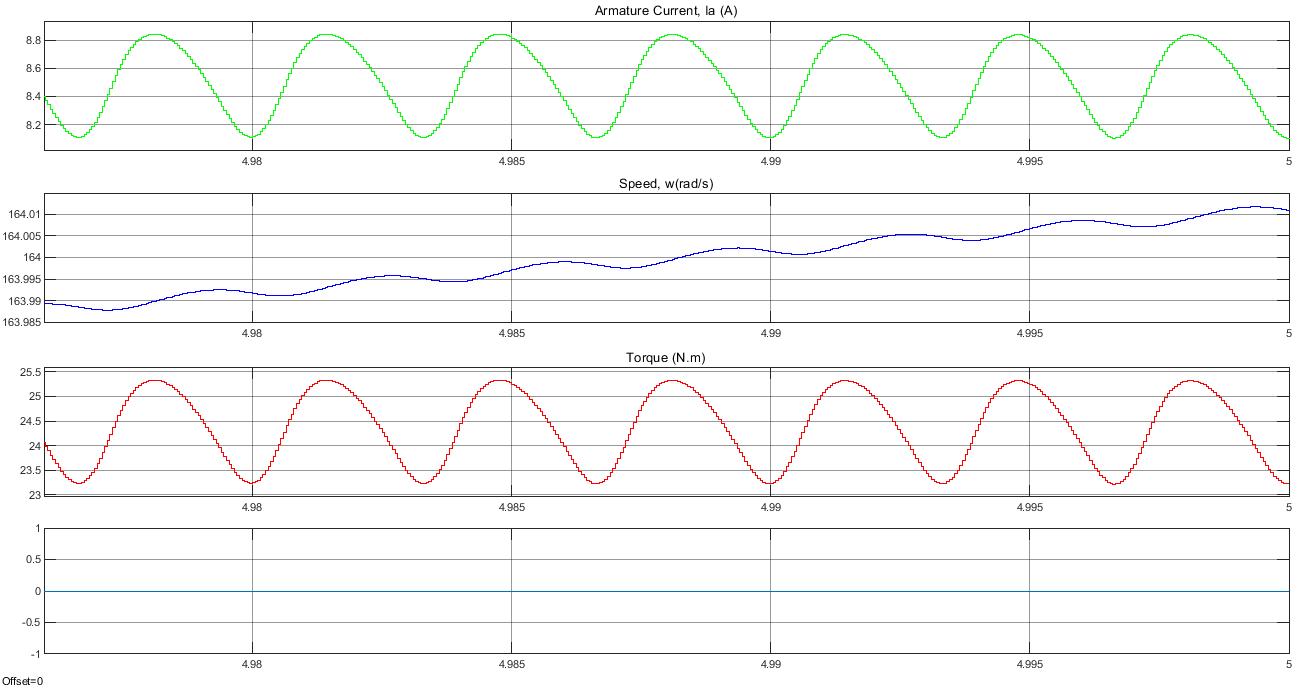 Armature Current, Ia (A)
8.8
8.6
8.4
8.2
4.98 4.985 4.99 4.995 5
Speed, w(rad/s)
164.01
164.005
164
163.995
163.99
163.985
4.98 4.985 4.99 4.995 5
Torque (N.m)
25.5
25
24.5
24
23.5
23
4.98 4.985 4.99 4.995 5
1
0.5
0
-0.5
-1
4.98 4.985 4.99 4.995 5
Offset=0